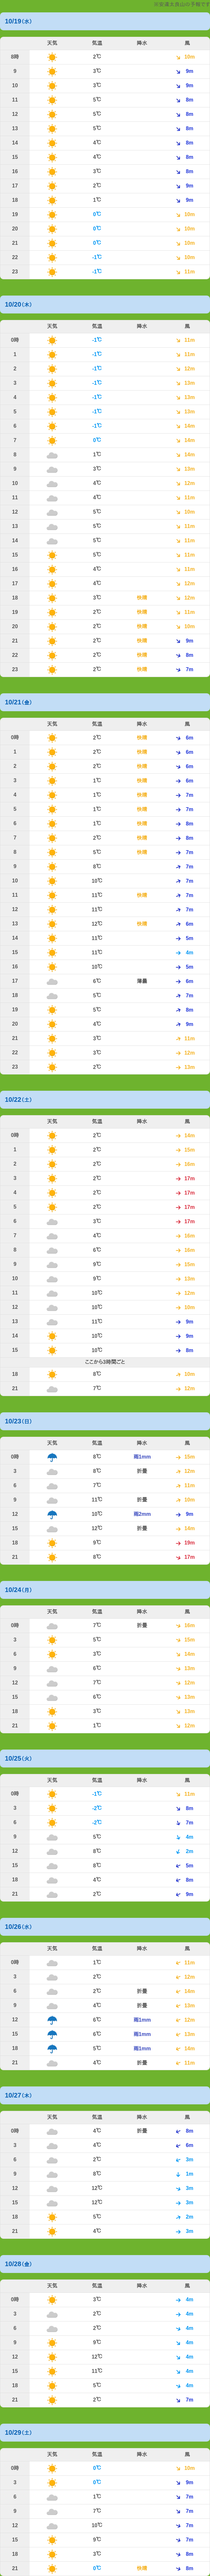 ※安達太良山の予報です
10/19(水)
天気 気温 降水 風
8時 2℃ 10m
9 3℃ 9m
10 3℃ 9m
11 5℃ 8m
12 5℃ 8m
13 5℃ 8m
14 4℃ 8m
15 4℃ 8m
16 3℃ 8m
17 2℃ 9m
18 1℃ 9m
19 0℃ 10m
20 0℃ 10m
21 0℃ 10m
22 -1℃ 10m
23 -1℃ 11m
10/20(木)
天気 気温 降水 風
0時 -1℃ 11m
1 -1℃ 11m
2 -1℃ 12m
3 -1℃ 13m
4 -1℃ 13m
5 -1℃ 13m
6 -1℃ 14m
7 0℃ 14m
8 1℃ 14m
9 3℃ 13m
10 4℃ 12m
11 4℃ 11m
12 5℃ 10m
13 5℃ 11m
14 5℃ 11m
15 5℃ 11m
16 4℃ 11m
17 4℃ 12m
18 3℃ 快晴 12m
19 2℃ 快晴 11m
20 2℃ 快晴 10m
21 2℃ 快晴 9m
22 2℃ 快晴 8m
23 2℃ 快晴 7m
10/21(金)
天気 気温 降水 風
0時 2℃ 快晴 6m
1 2℃ 快晴 6m
2 2℃ 快晴 6m
3 1℃ 快晴 6m
4 1℃ 快晴 7m
5 1℃ 快晴 7m
6 1℃ 快晴 8m
7 2℃ 快晴 8m
8 5℃ 快晴 7m
9 8℃ 7m
10 10℃ 7m
11 11℃ 快晴 7m
12 11℃ 7m
13 12℃ 快晴 6m
14 11℃ 5m
15 11℃ 4m
16 10℃ 5m
17 6℃ 薄曇 6m
18 5℃ 7m
19 5℃ 8m
20 4℃ 9m
21 3℃ 11m
22 3℃ 12m
23 2℃ 13m
10/22(土)
天気 気温 降水 風
0時 2℃ 14m
1 2℃ 15m
2 2℃ 16m
3 2℃ 17m
4 2℃ 17m
5 2℃ 17m
6 3℃ 17m
7 4℃ 16m
8 6℃ 16m
9 9℃ 15m
10 9℃ 13m
11 10℃ 12m
12 10℃ 10m
13 11℃ 9m
14 10℃ 9m
15 10℃ 8m
ここから3時間ごと
18 8℃ 10m
21 7℃ 12m
10/23(日)
天気 気温 降水 風
0時 8℃ 雨1mm 15m
3 8℃ 折曇 12m
6 7℃ 11m
9 11℃ 折曇 10m
12 10℃ 雨2mm 9m
15 12℃ 折曇 14m
18 9℃ 19m
21 8℃ 17m
10/24(月)
天気 気温 降水 風
0時 7℃ 折曇 16m
3 5℃ 15m
6 3℃ 14m
9 6℃ 13m
12 7℃ 12m
15 6℃ 13m
18 3℃ 13m
21 1℃ 12m
10/25(火)
天気 気温 降水 風
0時 -1℃ 11m
3 -2℃ 8m
6 -2℃ 7m
9 5℃ 4m
12 8℃ 2m
15 8℃ 5m
18 4℃ 8m
21 2℃ 9m
10/26(水)
天気 気温 降水 風
0時 1℃ 11m
3 2℃ 12m
6 2℃ 折曇 14m
9 4℃ 折曇 13m
12 6℃ 雨1mm 12m
15 6℃ 雨1mm 13m
18 5℃ 雨1mm 14m
21 4℃ 折曇 11m
10/27(木)
天気 気温 降水 風
0時 4℃ 折曇 8m
3 4℃ 6m
6 2℃ 3m
9 8℃ 1m
12 12℃ 3m
15 12℃ 3m
18 5℃ 2m
21 4℃ 3m
10/28(金)
天気 気温 降水 風
0時 3℃ 4m
3 2℃ 4m
6 2℃ 4m
9 9℃ 4m
12 12℃ 4m
15 11℃ 4m
18 5℃ 4m
21 2℃ 7m
10/29(土)
天気 気温 降水 風
0時 0℃ 10m
3 0℃ 9m
6 1℃ 7m
9 7℃ 7m
12 10℃ 7m
15 9℃ 7m
18 3℃ 8m
21 0℃ 快晴 8m